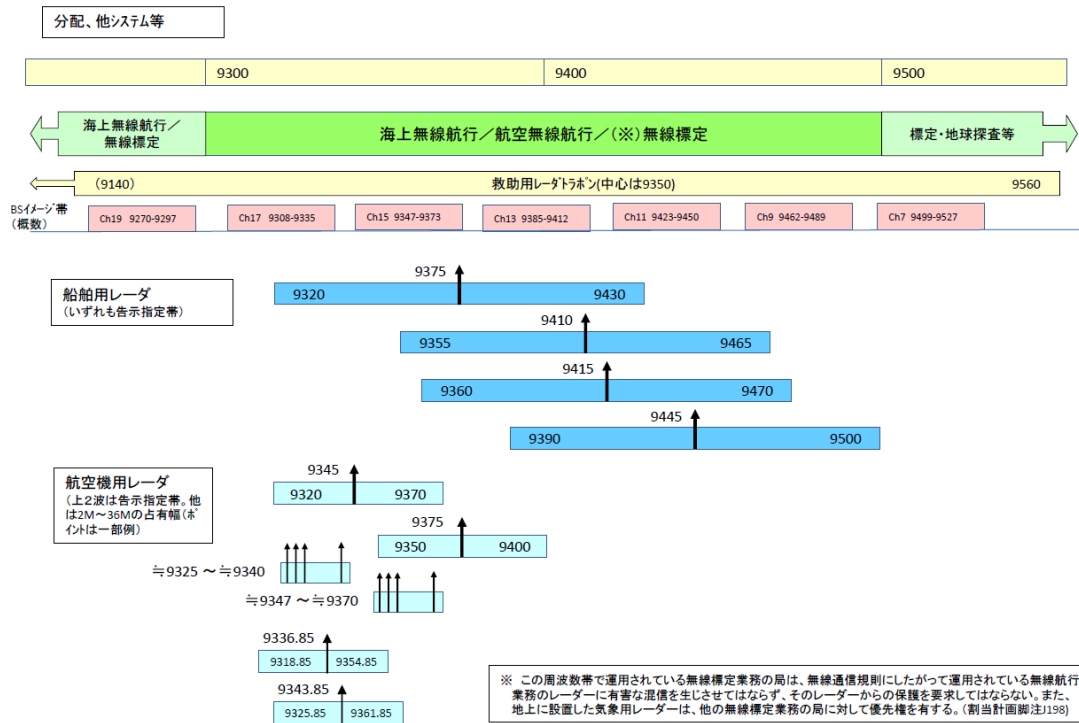 分配、他システム等
9300
9400
9500
海上無線航行／
無線標定
海上無線航行／航空無線航行／(※)無線標定
標定・地球探査等
(9140)
救助用レーダトラポン(中心は9350)
9560
BSイメージ帯
(概数)
Ch19 9270-9297
Ch17 9308-9335
Ch15 9347-9373
Ch13 9385-9412
Ch11 9423-9450
Ch9 9462-9489
Ch7 9499-9527
船舶用レーダ
(いずれも告示指定帯)
9375
9320
9430
9410
9355
9465
9415
9360
9470
9445
9390
9500
航空機用レーダ
(上２波は告示指定帯。他
は2M～36Mの占有幅(ポ
イントは一部例)
9345
9320
9370
9375
9350
9400
≒9325 ～≒9340
≒9347 ～≒9370
9336.85
9318.85
9354.85
9343.85
9325.85
9361.85
※ この周波数帯で運用されている無線標定業務の局は、無線通信規則にしたがって運用されている無線航行
業務のレーダーに有害な混信を生じさせてはならず、そのレーダーからの保護を要求してはならない。また、
地上に設置した気象用レーダーは、他の無線標定業務の局に対して優先権を有する。(割当計画脚注J198)